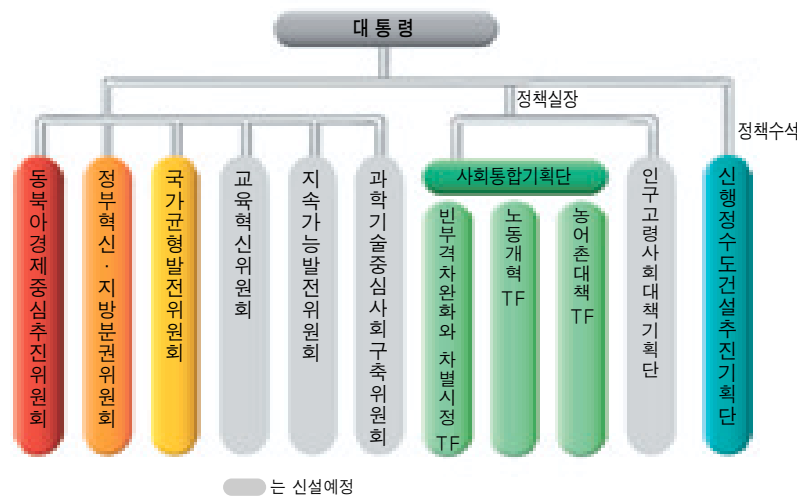 대통령
정책실장
정책수석
동북아경제중심추진위원회
정부혁신·지방분권위원회
국가균형발전위원회
교육혁신위원회
지속가능발전위원회
과학기술중심사회구축위원회
사회통합기획단
빈부격차완화와 차별시정 TF
노동개혁 TF
농어촌대책 TF
인구고령사회대책기획단
신행정수도건설추진기획단
는 신설예정